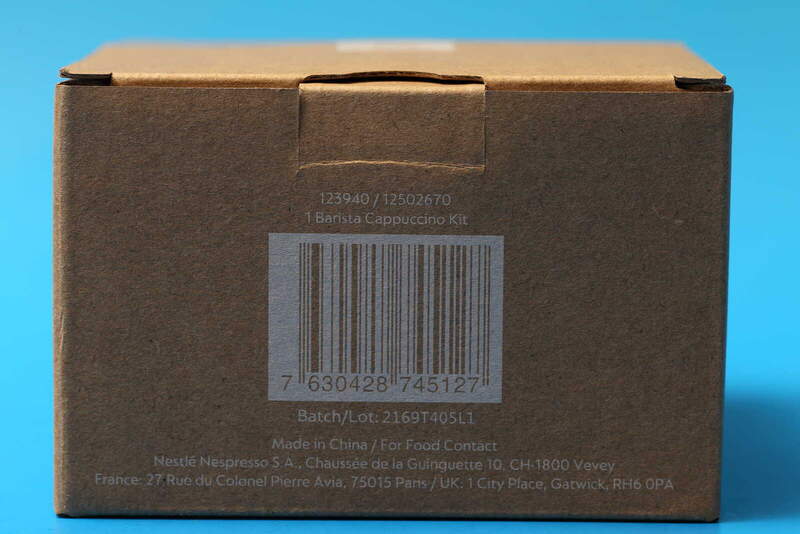 123940 / 12502670
1 Barista Cappuccino Kit
7 630428 745127
Batch/Lot: 2169T405L1
Made in China / For Food Contact
Nestlé Nespresso S.A., Chaussée de la Guinguette 10, CH-1800 Vevey
France: 27 Rue du Colonel Pierre Avia, 75015 Paris / UK: 1 City Place, Gatwick, RH6 0PA